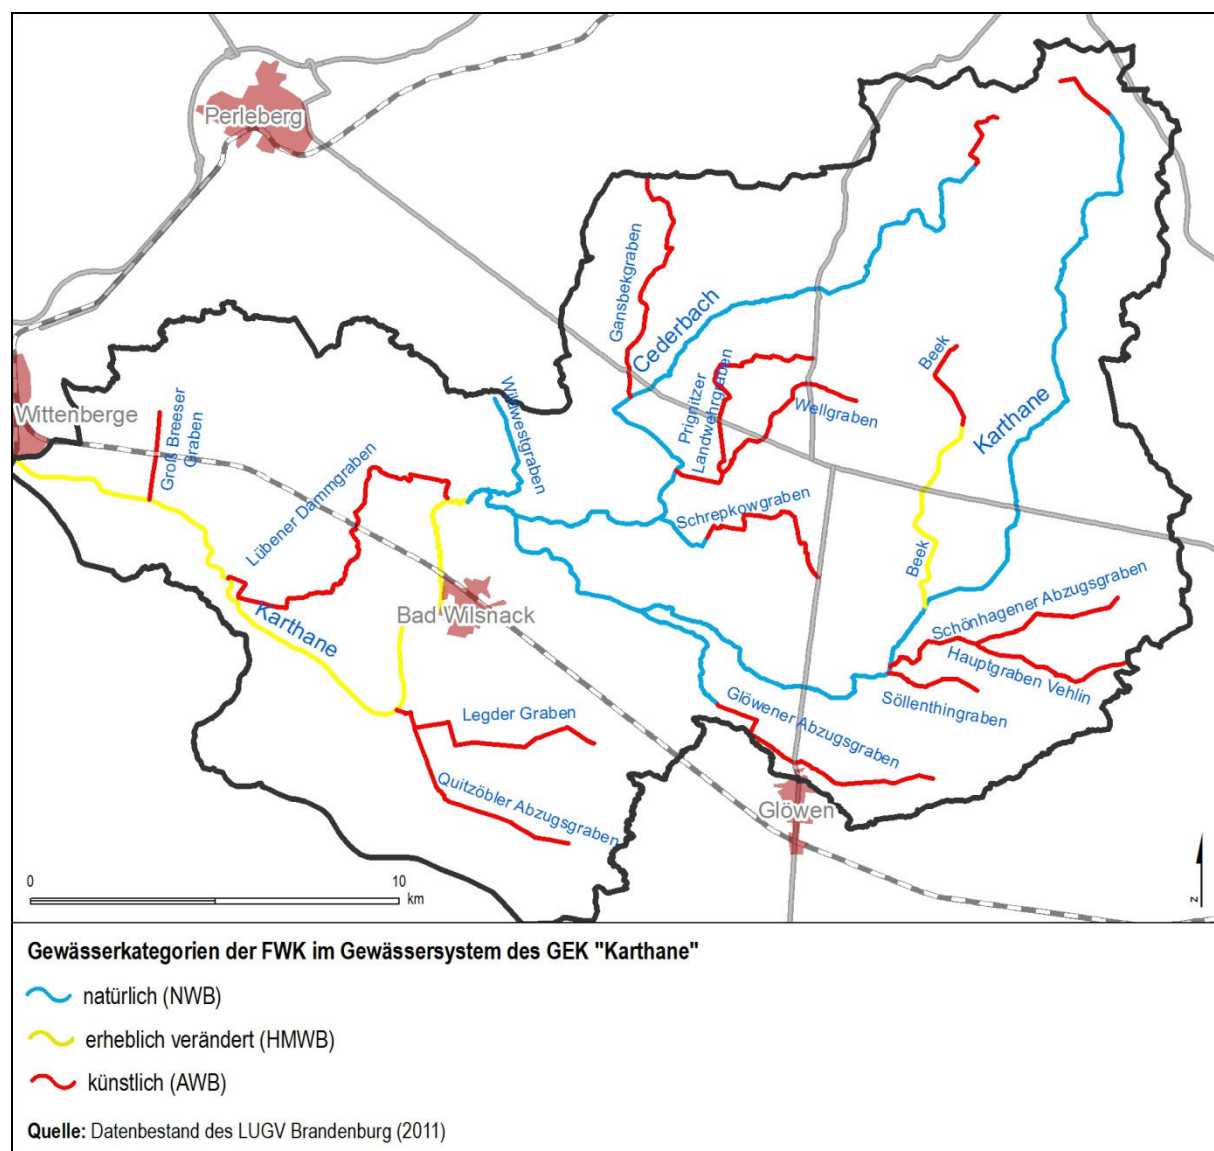 Perleberg
Gansbekgraben
Cederbach
Beek
Wittenberge
Groß Breeser
Graben
Wildwestgraben
Prignitzer
Landwehrgraben
Wellgraben
Karthane
Lübener Dammgraben
Schrepkowgraben
Beek
Schönhagener Abzugsgraben
Karthane
Bad Wilsnack
Hauptgraben Vehlin
Söllenthingraben
Legder Graben
Glöwener Abzugsgraben
Quitzöbler Abzugsgraben
Glöwen
0 10
km
N
Gewässerkategorien der FWK im Gewässersystem des GEK "Karthane"
natürlich (NWB)
erheblich verändert (HMWB)
künstlich (AWB)
Quelle: Datenbestand des LUGV Brandenburg (2011)